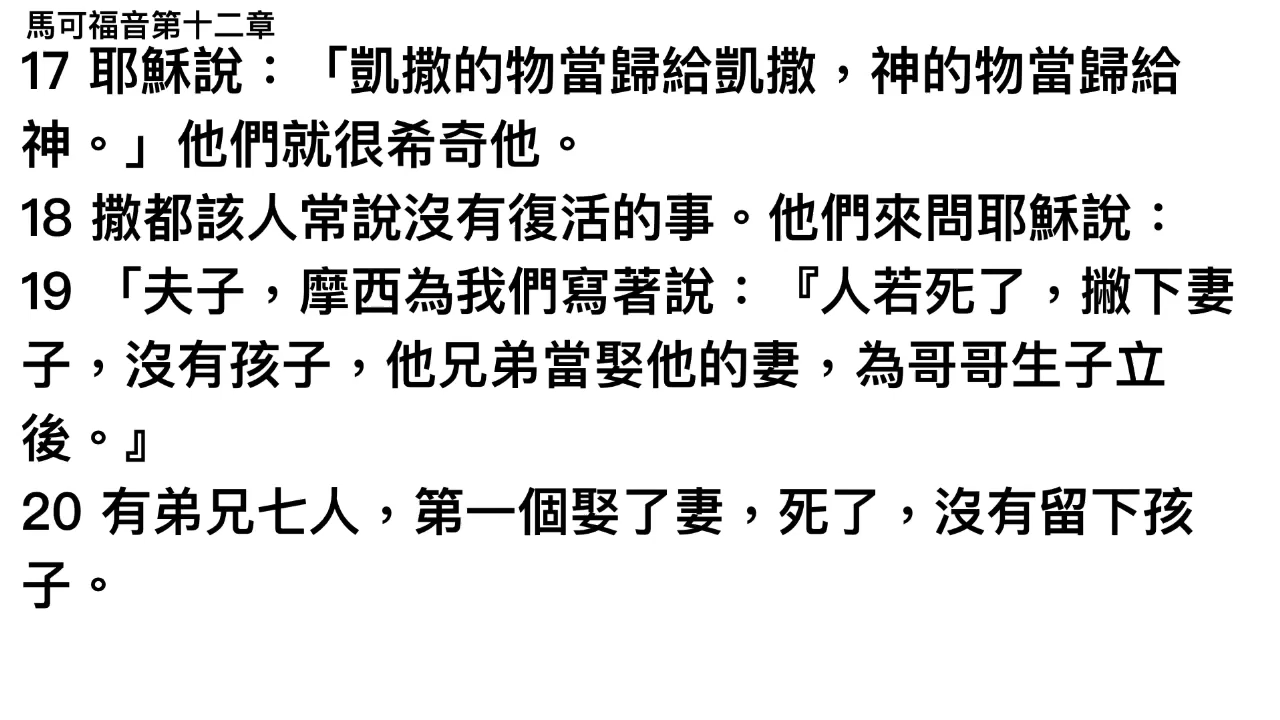 馬可福音第十二章
17 耶穌說：「凱撒的物當歸給凱撒，神的物當歸給
神。」他們就很希奇他。
18 撒都該人常說沒有復活的事。他們來問耶穌說：
19 「夫子，摩西為我們寫著說：『人若死了，撇下妻
子，沒有孩子，他兄弟當娶他的妻，為哥哥生子立
後。』
20 有弟兄七人，第一個娶了妻，死了，沒有留下孩
子。